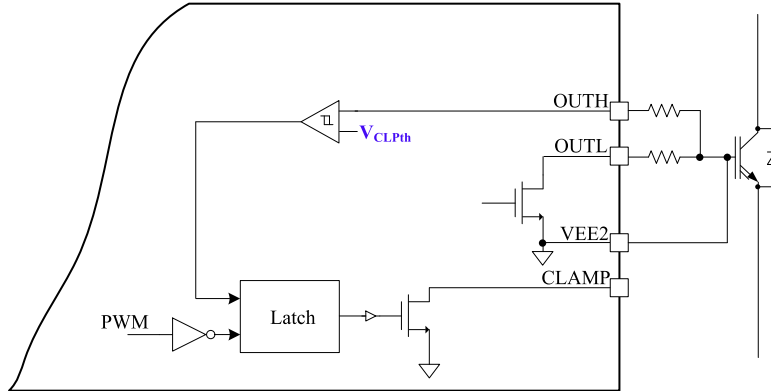 OUTH
V_CLPth
OUTL
VEE2
CLAMP
PWM
Latch